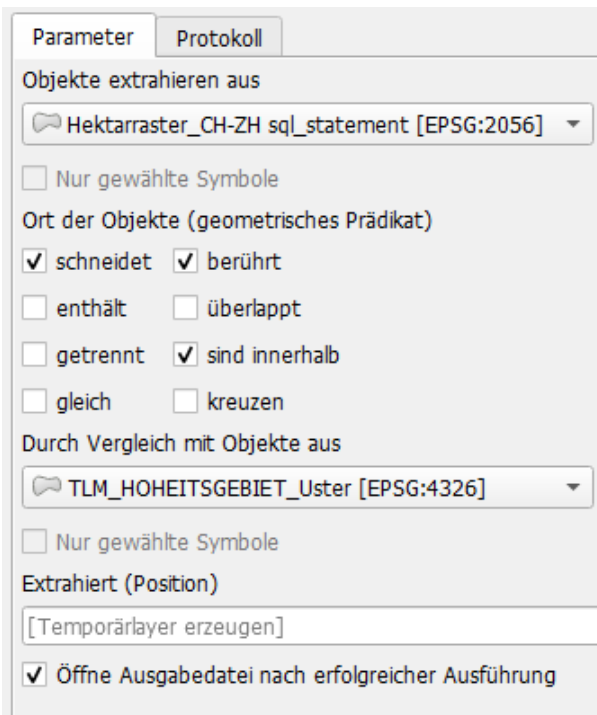 Parameter Protokoll
Objekte extrahieren aus
Hektarraster_CH-ZH sql_statement [EPSG:2056]
Nur gewählte Symbole
Ort der Objekte (geometrisches Prädikat)
schneidet berührt
enthält überlappt
getrennt sind innerhalb
gleich kreuzen
Durch Vergleich mit Objekte aus
TLM_HOHEITSGEBIET_Uster [EPSG:4326]
Nur gewählte Symbole
Extrahiert (Position)
[Temporärlayer erzeugen]
Öffne Ausgabedatei nach erfolgreicher Ausführung